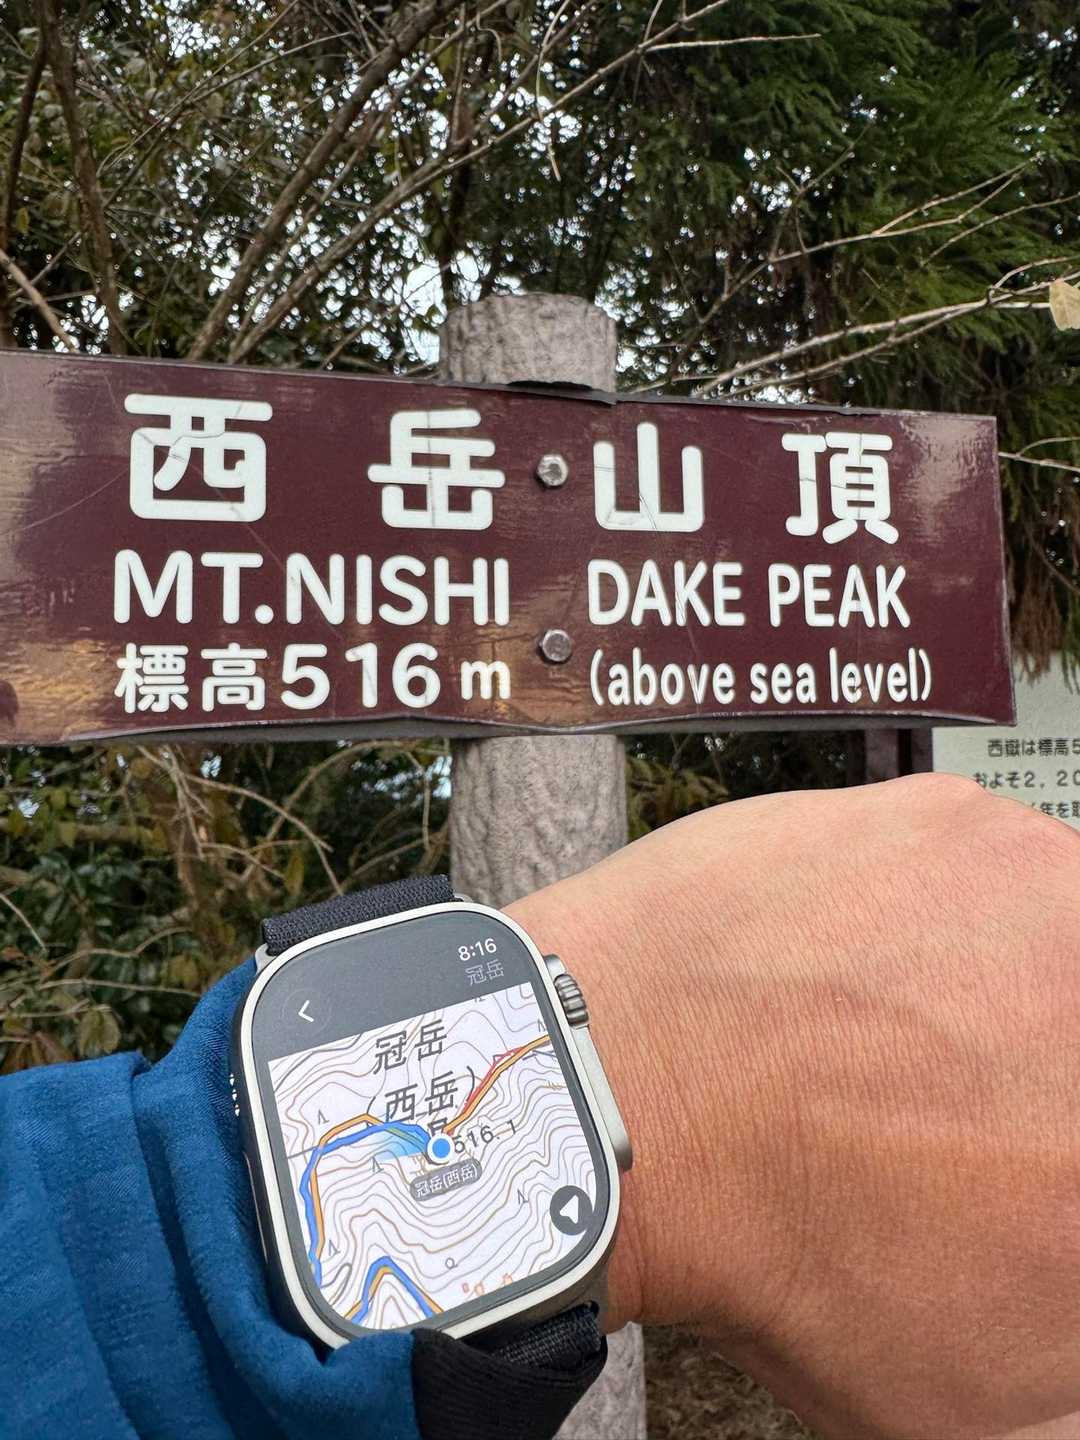 西岳山頂
MT.NISHI DAKE PEAK
標高516m (above sea level)
西嶽は標高5
およそ2,20
年を
8:16
冠岳
冠岳
(西岳)
516.1
冠岳(西岳)